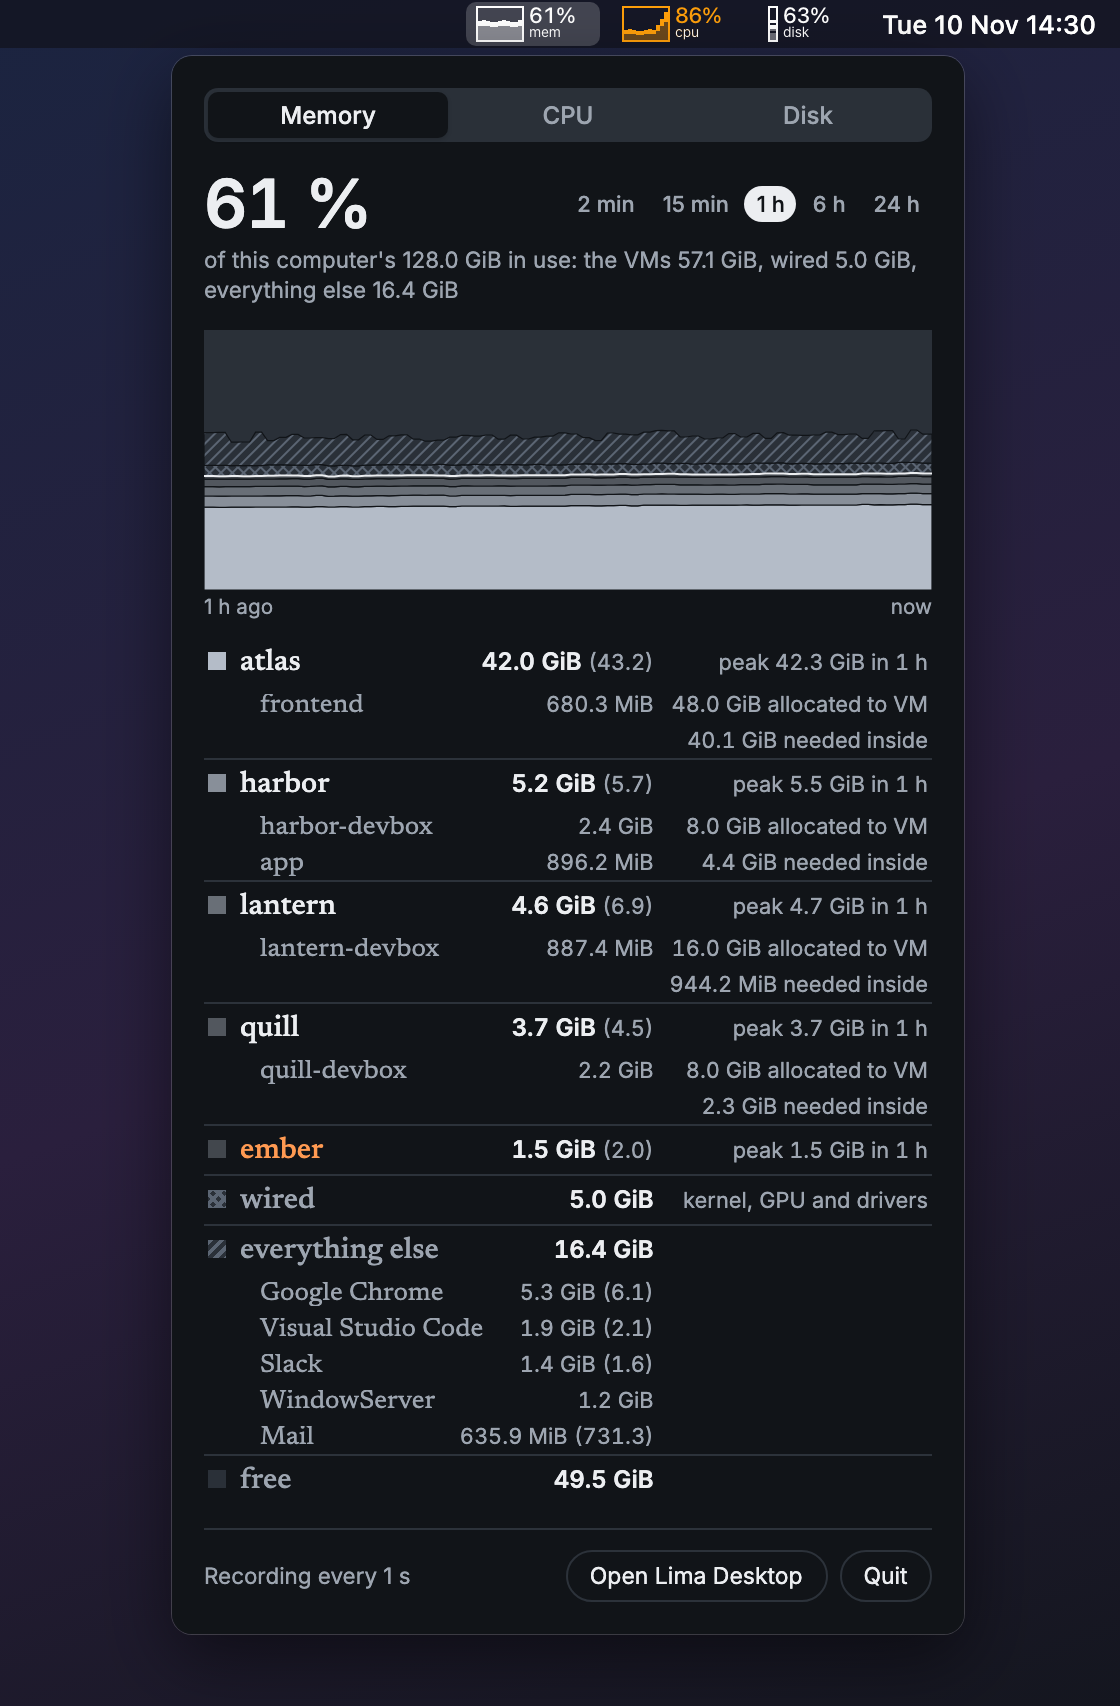 61% mem
86% cpu
63% disk
Tue 10 Nov 14:30
Memory CPU Disk
61 %
2 min 15 min 1 h 6 h 24 h
of this computer's 128.0 GiB in use: the VMs 57.1 GiB, wired 5.0 GiB,
everything else 16.4 GiB
1 h ago now
atlas 42.0 GiB (43.2) peak 42.3 GiB in 1 h
frontend 680.3 MiB 48.0 GiB allocated to VM
40.1 GiB needed inside
harbor 5.2 GiB (5.7) peak 5.5 GiB in 1 h
harbor-devbox 2.4 GiB 8.0 GiB allocated to VM
app 896.2 MiB 4.4 GiB needed inside
lantern 4.6 GiB (6.9) peak 4.7 GiB in 1 h
lantern-devbox 887.4 MiB 16.0 GiB allocated to VM
944.2 MiB needed inside
quill 3.7 GiB (4.5) peak 3.7 GiB in 1 h
quill-devbox 2.2 GiB 8.0 GiB allocated to VM
2.3 GiB needed inside
ember 1.5 GiB (2.0) peak 1.5 GiB in 1 h
wired 5.0 GiB kernel, GPU and drivers
everything else 16.4 GiB
Google Chrome 5.3 GiB (6.1)
Visual Studio Code 1.9 GiB (2.1)
Slack 1.4 GiB (1.6)
WindowServer 1.2 GiB
Mail 635.9 MiB (731.3)
free 49.5 GiB
Recording every 1 s Open Lima Desktop Quit